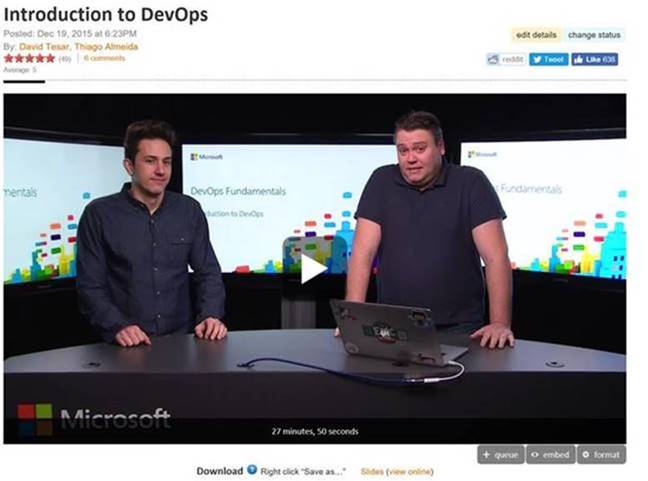 Introduction to DevOps
Posted: Dec 19, 2015 at 6:23PM
By: David Tesar, Thiago Almeida
(49) 6 comments
Average: 5
edit details change status
reddit Tweet Like 638
Microsoft
DevOps Fundamentals
Introduction to DevOps
mentals
Microsoft
Fundamentals
Microsoft
27 minutes, 50 seconds
+ queue <> embed format
Download Right click "Save as..." Slides (view online)